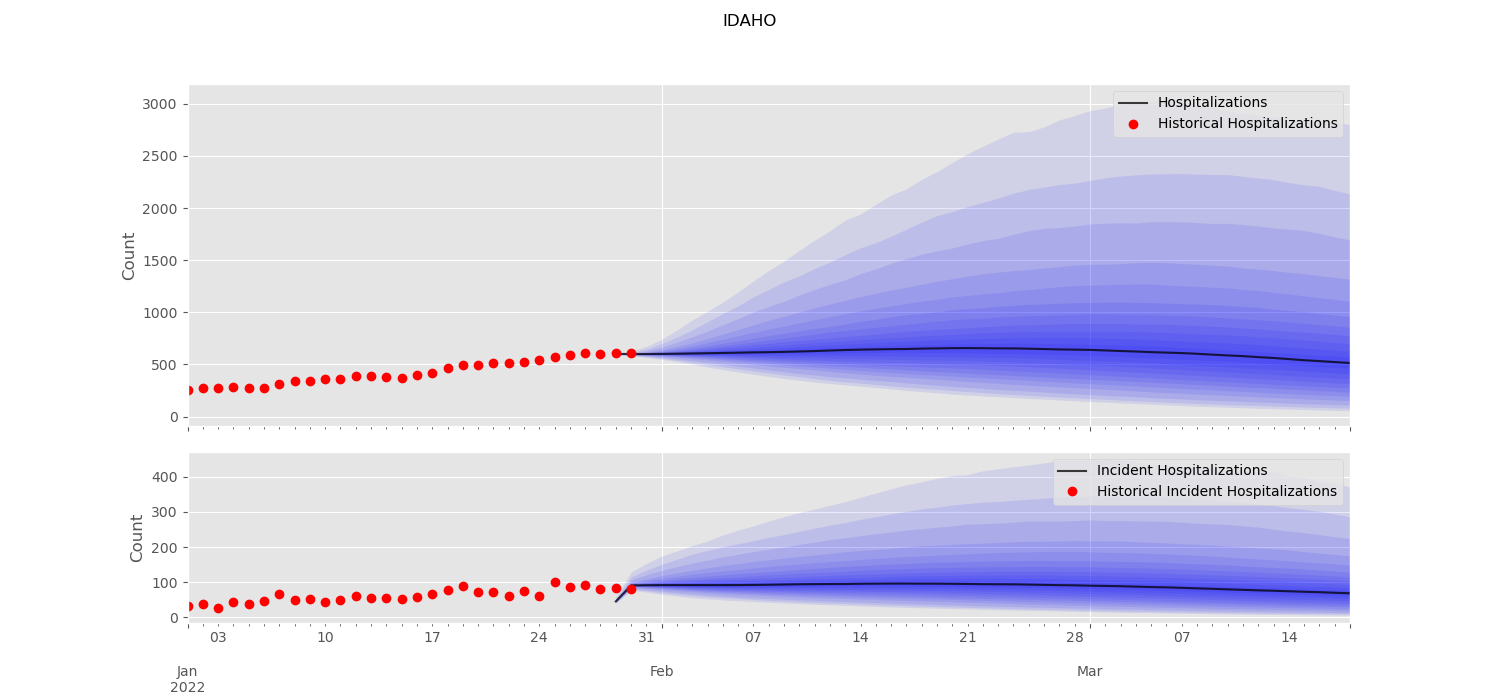 IDAHO
3000
2500
2000
1500
1000
500
0
Count
Hospitalizations
Historical Hospitalizations
400
300
200
100
0
Count
Incident Hospitalizations
Historical Incident Hospitalizations
03 10 17 24 31 07 14 21 28 07 14
Jan Feb Mar
2022